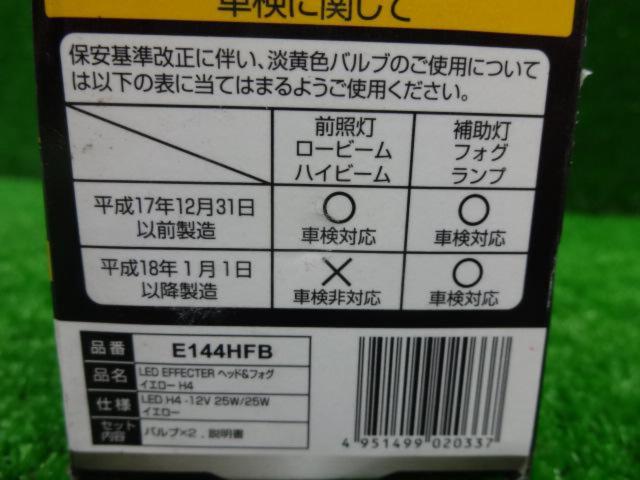 車検に関して
保安基準改正に伴い、淡黄色バルブのご使用について
は以下の表に当てはまるようご使用ください。
前照灯
ロービーム
ハイビーム
補助灯
フォグ
ランプ
平成17年12月31日
以前製造
○
車検対応
○
車検対応
平成18年1月1日
以降製造
×
車検非対応
○
車検対応
品番 E144HFB
品名 LED EFFECTER ヘッド&フォグ
イエロー H4
仕様 LED H4 -12V 25W/25W
イエロー
セット
内容 バルブ×2．説明書
4 951499 020337